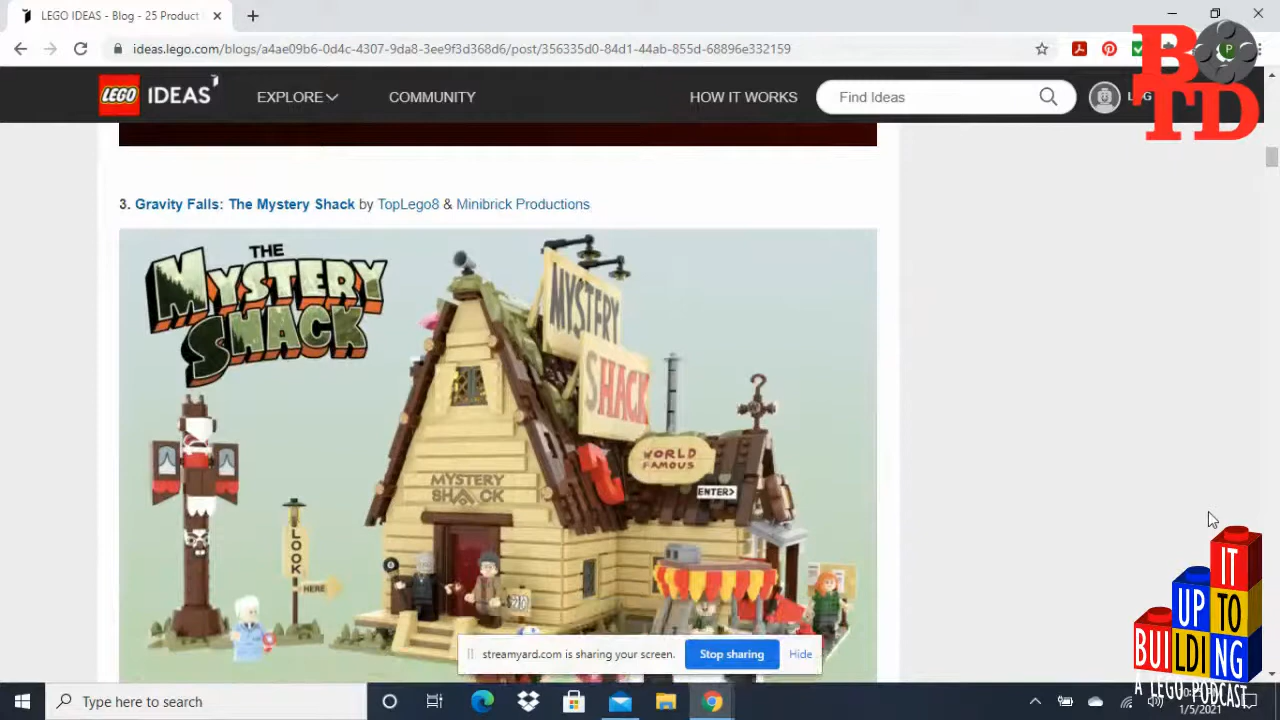 LEGO IDEAS - Blog - 25 Product
ideas.lego.com/blogs/a4ae09b6-0d4c-4307-9da8-3ee9f3d368d6/post/356335d0-84d1-44ab-855d-68896e332159
P
B
TD
LEGO IDEAS EXPLORE COMMUNITY HOW IT WORKS Find Ideas
3. Gravity Falls: The Mystery Shack by TopLego8 & Minibrick Productions
THE
MYSTERY
SHACK
MYSTERY
SHACK
WORLD
FAMOUS
ENTER>
MYSTERY
SHACK
LOOK
HERE
IT
UP TO
BUILDING
A LEGO PODCAST
streamyard.com is sharing your screen. Stop sharing Hide
Type here to search
1/5/2021